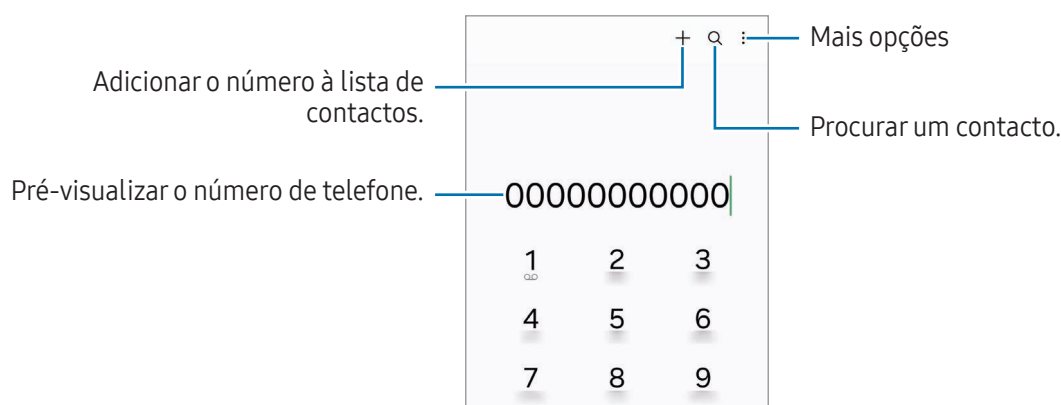 Mais opções
Adicionar o número à lista de
contactos.
Procurar um contacto.
Pré-visualizar o número de telefone.
00000000000
1 2 3
4 5 6
7 8 9